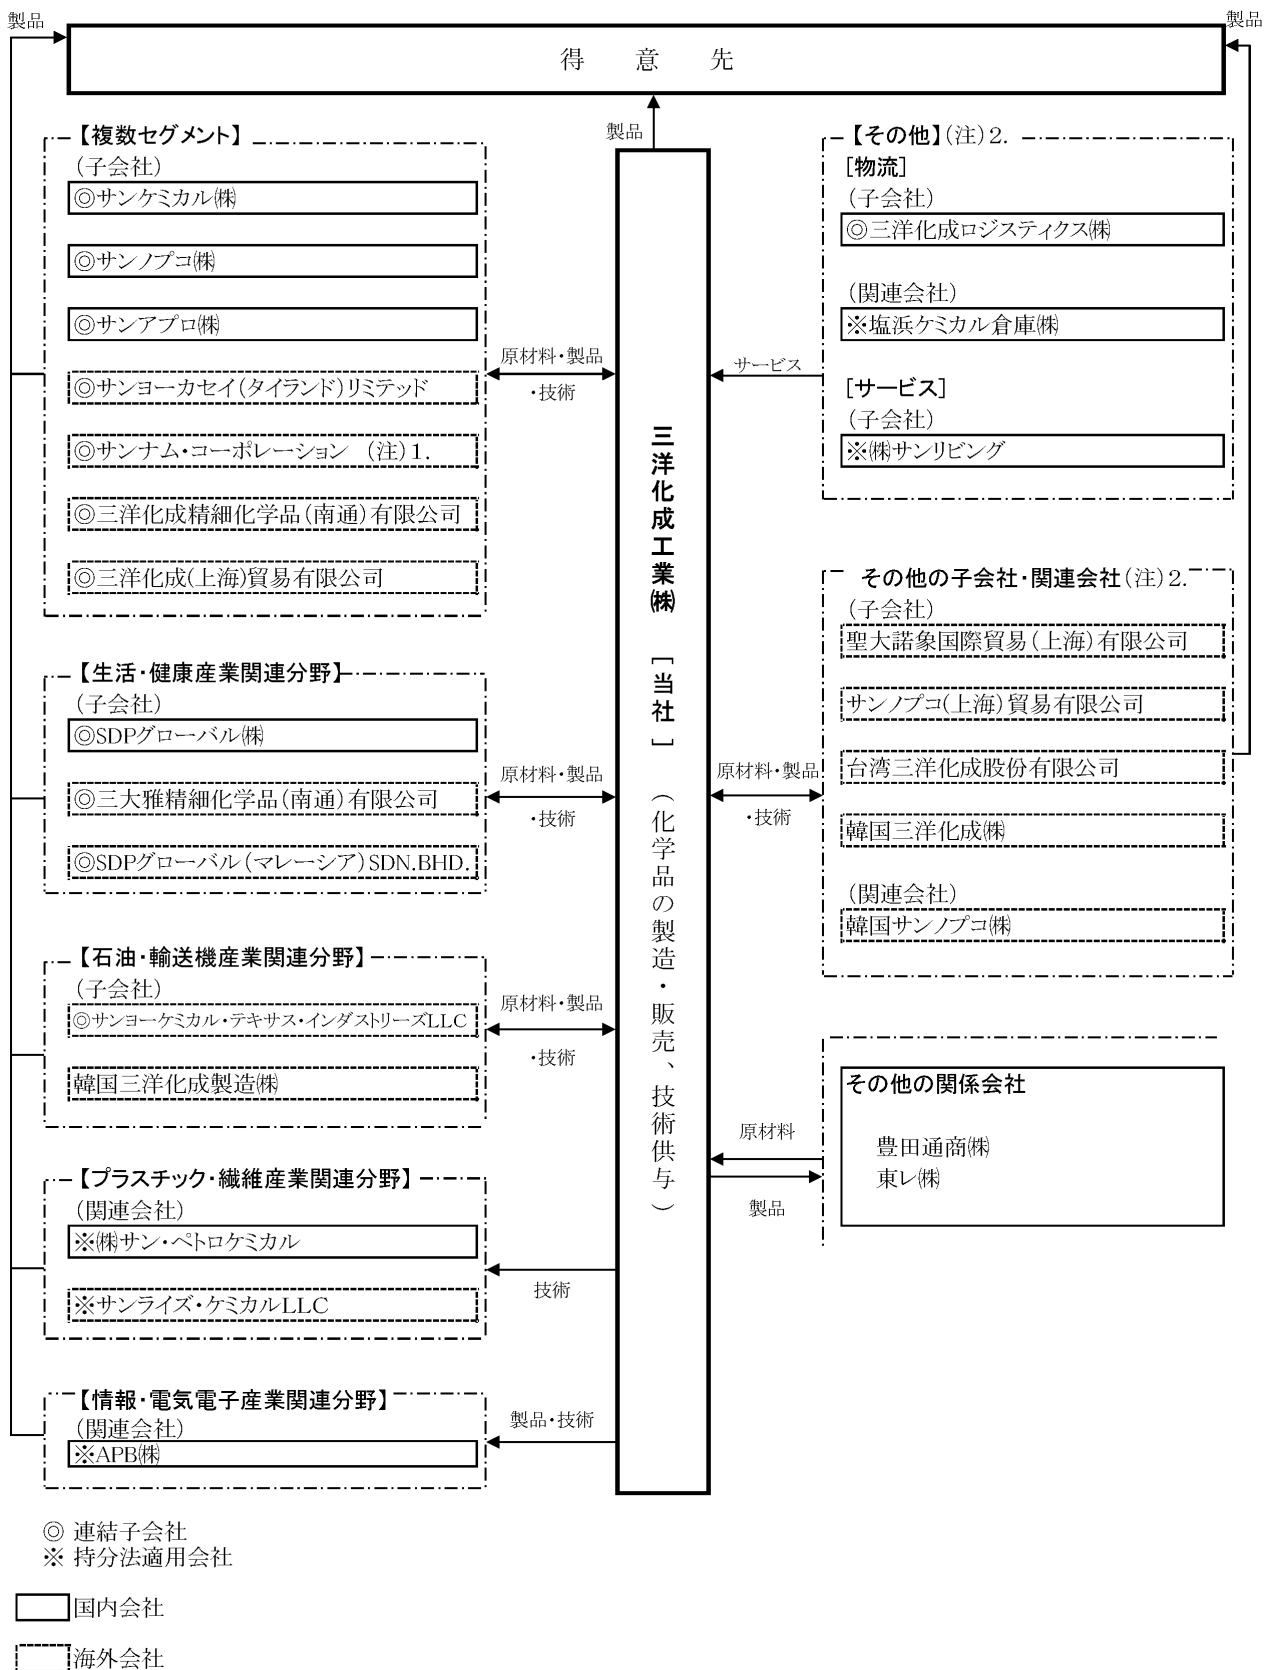 製品
製品
得意先
製品
【複数セグメント】
(子会社)
◎サンケミカル㈱
◎サンノプコ㈱
◎サンアプロ㈱
◎サンヨーカセイ(タイランド)リミテッド
◎サンナム・コーポレーション (注)1.
◎三洋化成精細化学品(南通)有限公司
◎三洋化成(上海)貿易有限公司
原材料・製品
・技術
【生活・健康産業関連分野】
(子会社)
◎SDPグローバル㈱
◎三大雅精細化学品(南通)有限公司
◎SDPグローバル(マレーシア)SDN.BHD.
原材料・製品
・技術
【石油・輸送機産業関連分野】
(子会社)
◎サンヨーケミカル・テキサス・インダストリーズLLC
韓国三洋化成製造㈱
原材料・製品
・技術
【プラスチック・繊維産業関連分野】
(関連会社)
※㈱サン・ペトロケミカル
※サンライズ・ケミカルLLC
技術
【情報・電気電子産業関連分野】
(関連会社)
※APB㈱
製品・技術
三洋化成工業㈱ [当社] (化学品の製造・販売、技術供与)
【その他】(注)2.
[物流]
(子会社)
◎三洋化成ロジスティクス㈱
(関連会社)
※塩浜ケミカル倉庫㈱
[サービス]
(子会社)
※㈱サンリビング
サービス
その他の子会社・関連会社(注)2.
(子会社)
聖大諾象国際貿易(上海)有限公司
サンノプコ(上海)貿易有限公司
台湾三洋化成股份有限公司
韓国三洋化成㈱
(関連会社)
韓国サンノプコ㈱
原材料・製品
・技術
その他の関係会社
豊田通商㈱
東レ㈱
原材料
製品
◎ 連結子会社
※ 持分法適用会社
国内会社
海外会社